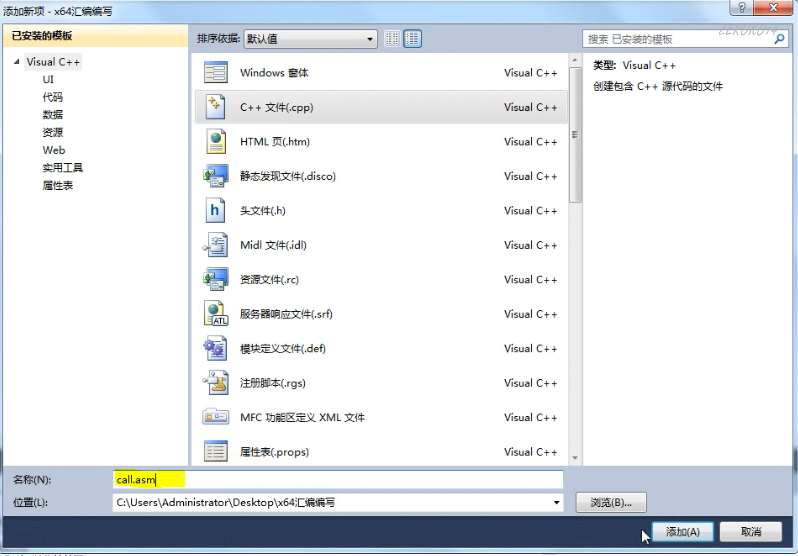 添加新项 - x64汇编编写
已安装的模板
Visual C++
UI
代码
数据
资源
Web
实用工具
属性表
排序依据: 默认值
Windows 窗体 Visual C++
C++ 文件(.cpp) Visual C++
HTML 页(.htm) Visual C++
静态发现文件(.disco) Visual C++
头文件(.h) Visual C++
Midl 文件(.idl) Visual C++
资源文件(.rc) Visual C++
服务器响应文件(.srf) Visual C++
模块定义文件(.def) Visual C++
注册脚本(.rgs) Visual C++
MFC 功能区定义 XML 文件 Visual C++
属性表(.props) Visual C++
搜索 已安装的模板
类型: Visual C++
创建包含 C++ 源代码的文件
名称(N): call.asm
位置(L): C:\Users\Administrator\Desktop\x64汇编编写
浏览(B)...
添加(A) 取消